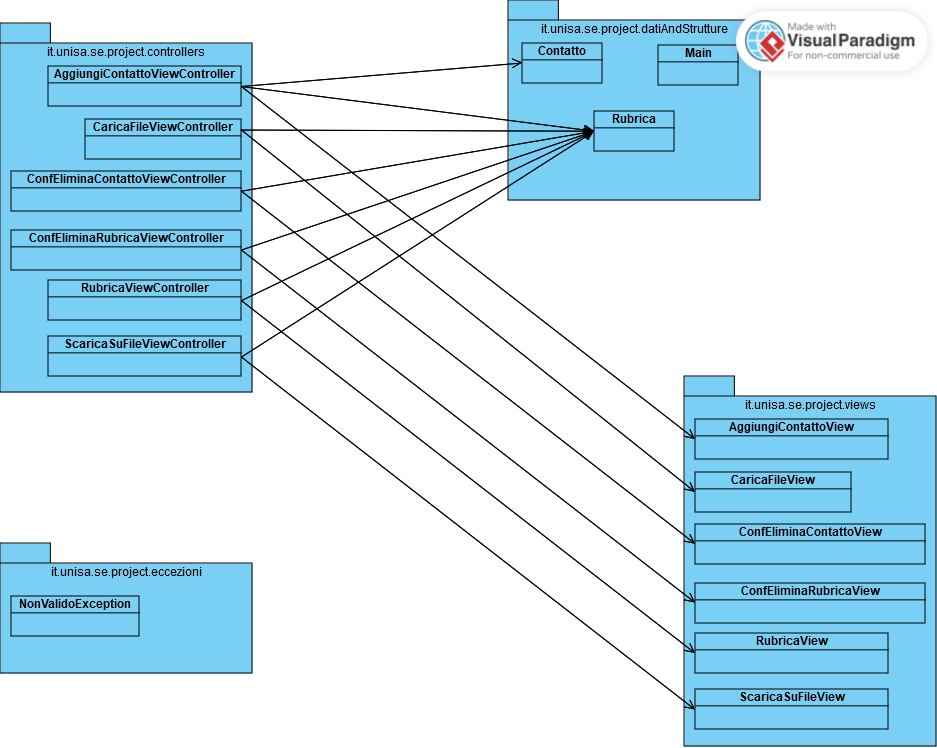 it.unisa.se.project.controllers
AggiungiContattoViewController
CaricaFileViewController
ConfEliminaContattoViewController
ConfEliminaRubricaViewController
RubricaViewController
ScaricaSuFileViewController
it.unisa.se.project.datiAndStrutture
Contatto
Main
Rubrica
Made with
VisualParadigm
For non-commercial use
it.unisa.se.project.views
AggiungiContattoView
CaricaFileView
ConfEliminaContattoView
ConfEliminaRubricaView
RubricaView
ScaricaSuFileView
it.unisa.se.project.eccezioni
NonValidoException